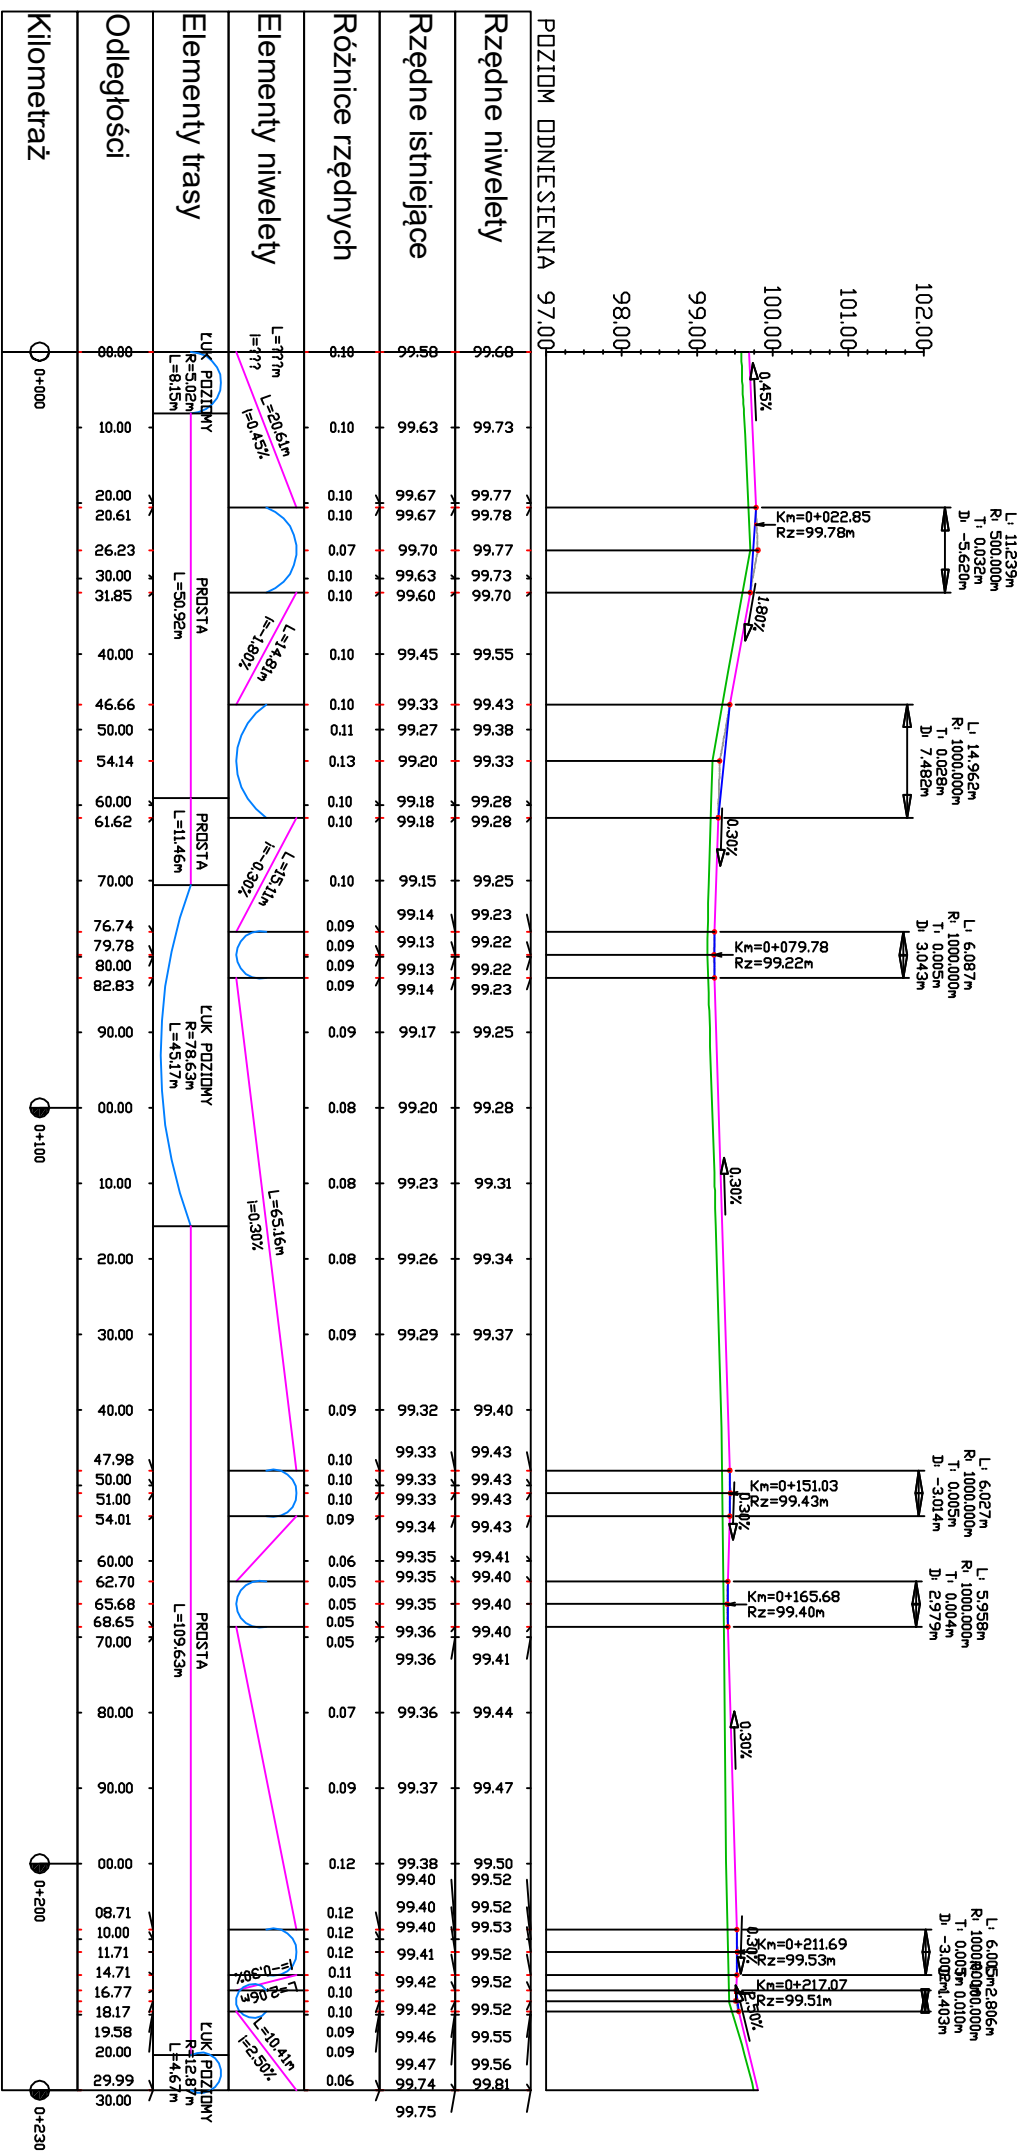 L: 11.239m
R: 500.000m
T: 0.032m
D: -5.620m
L: 14.962m
R: 1000.000m
T: 0.028m
D: 7.482m
L: 6.087m
R: 1000.000m
T: 0.005m
D: 3.043m
L: 6.027m
R: 1000.000m
T: 0.005m
D: -3.014m
L: 5.958m
R: 1000.000m
T: 0.004m
D: 2.979m
L: 6.005m
T: 0.005m
2.806m
T: 0.010m
1.403m
102.00
101.00
100.00
99.00
98.00
97.00
POZIOM ODNIESIENIA
0.45%
Km=0+022.85
Rz=99.78m
1.80%
0.30%
Km=0+079.78
Rz=99.22m
0.30%
Km=0+151.03
Rz=99.43m
0.30%
Km=0+165.68
Rz=99.40m
0.30%
0.30%
Km=0+211.69
Rz=99.53m
Km=0+217.07
Rz=99.51m
2.50%
Rzędne niwelety
99.68
99.73
99.77
99.78
99.77
99.73
99.70
99.55
99.43
99.38
99.33
99.28
99.28
99.25
99.23
99.22
99.22
99.23
99.25
99.28
99.31
99.34
99.37
99.40
99.43
99.43
99.43
99.43
99.41
99.40
99.40
99.40
99.41
99.44
99.47
99.50
99.52
99.52
99.53
99.52
99.52
99.52
99.55
99.56
99.81
Rzędne istniejące
99.58
99.63
99.67
99.67
99.70
99.63
99.60
99.45
99.33
99.27
99.20
99.18
99.18
99.15
99.14
99.13
99.13
99.14
99.17
99.20
99.23
99.26
99.29
99.32
99.33
99.33
99.33
99.34
99.35
99.35
99.35
99.36
99.36
99.36
99.37
99.38
99.40
99.40
99.40
99.41
99.42
99.42
99.46
99.47
99.74
99.75
Różnice rzędnych
0.10
0.10
0.10
0.10
0.07
0.10
0.10
0.10
0.10
0.11
0.13
0.10
0.10
0.10
0.09
0.09
0.09
0.09
0.09
0.08
0.08
0.08
0.09
0.09
0.10
0.10
0.10
0.09
0.06
0.05
0.05
0.05
0.05
0.07
0.09
0.12
0.12
0.12
0.12
0.11
0.10
0.10
0.09
0.09
0.06
Elementy niwelety
L=???m
i=???
L=20.61m
i=0.45%
L=14.81m
i=-1.80%
L=15.11m
i=-0.30%
L=65.16m
i=0.30%
L=2.06m
L=10.41m
i=2.50%
Elementy trasy
ŁUK POZIOMY
R=5.02m
L=8.15m
PROSTA
L=50.92m
PROSTA
L=11.46m
ŁUK POZIOMY
R=78.63m
L=45.17m
PROSTA
L=109.63m
ŁUK POZIOMY
R=12.87m
L=4.67m
Odległości
00.00
10.00
20.00
20.61
26.23
30.00
31.85
40.00
46.66
50.00
54.14
60.00
61.62
70.00
76.74
79.78
80.00
82.83
90.00
00.00
10.00
20.00
30.00
40.00
47.98
50.00
51.00
54.01
60.00
62.70
65.68
68.65
70.00
80.00
90.00
00.00
08.71
10.00
11.71
14.71
16.77
18.17
19.58
20.00
29.99
30.00
Kilometraż
0+000
0+100
0+200
0+230